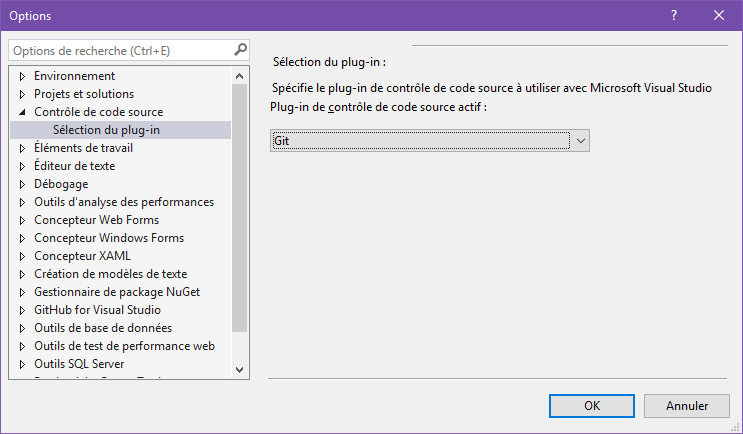 Options
?
Options de recherche (Ctrl+E)
Environnement
Projets et solutions
Contrôle de code source
Sélection du plug-in
Éléments de travail
Éditeur de texte
Débogage
Outils d'analyse des performances
Concepteur Web Forms
Concepteur Windows Forms
Concepteur XAML
Création de modèles de texte
Gestionnaire de package NuGet
GitHub for Visual Studio
Outils de base de données
Outils de test de performance web
Outils SQL Server
Sélection du plug-in :
Spécifie le plug-in de contrôle de code source à utiliser avec Microsoft Visual Studio
Plug-in de contrôle de code source actif :
Git
OK
Annuler